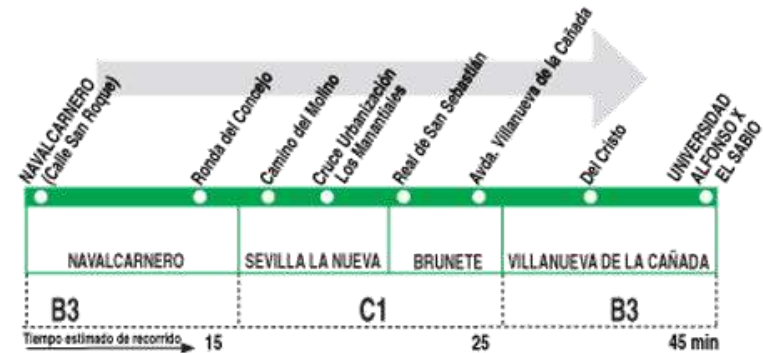 NAVALCARNERO
(Calle San Roque)
Ronda del Concejo
Camino del Molino
Cruce Urbanización
Los Manantiales
Real de San Sebastián
Avda. Villanueva de la Cañada
Del Cristo
UNIVERSIDAD
ALFONSO X
EL SABIO
NAVALCARNERO
SEVILLA LA NUEVA
BRUNETE
VILLANUEVA DE LA CAÑADA
B3
C1
B3
Tiempo estimado de recorrido
15
25
45 min